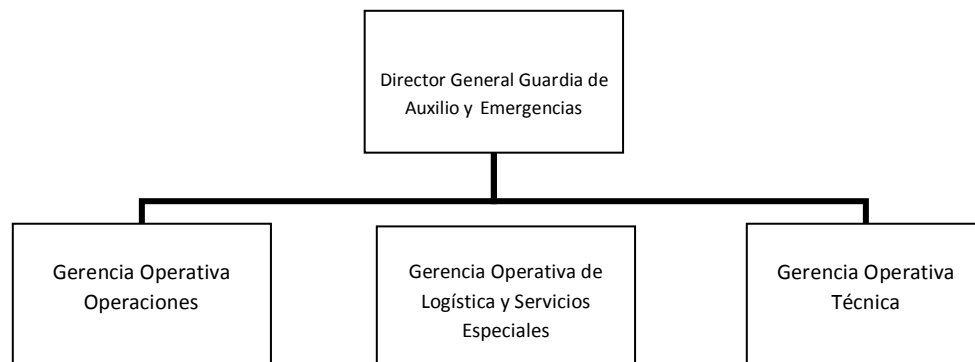 Director General Guardia de
Auxilio y Emergencias
Gerencia Operativa
Operaciones
Gerencia Operativa de
Logística y Servicios
Especiales
Gerencia Operativa
Técnica